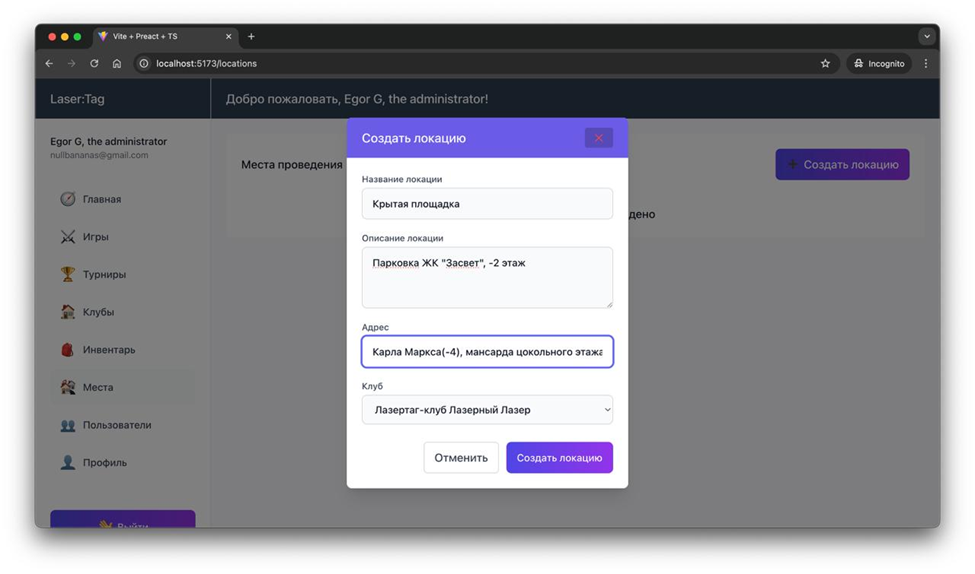 Vite + Preact + TS
localhost:5173/locations
Incognito
Laser:Tag
Добро пожаловать, Egor G, the administrator!
Egor G, the administrator
nullbananas@gmail.com
Главная
Игры
Турниры
Клубы
Инвентарь
Места
Пользователи
Профиль
Выйти
Места проведения
Создать локацию
дено
Создать локацию
Название локации
Крытая площадка
Описание локации
Парковка ЖК "Засвет", -2 этаж
Адрес
Карла Маркса(-4), мансарда цокольного этажа
Клуб
Лазертаг-клуб Лазерный Лазер
Отменить
Создать локацию